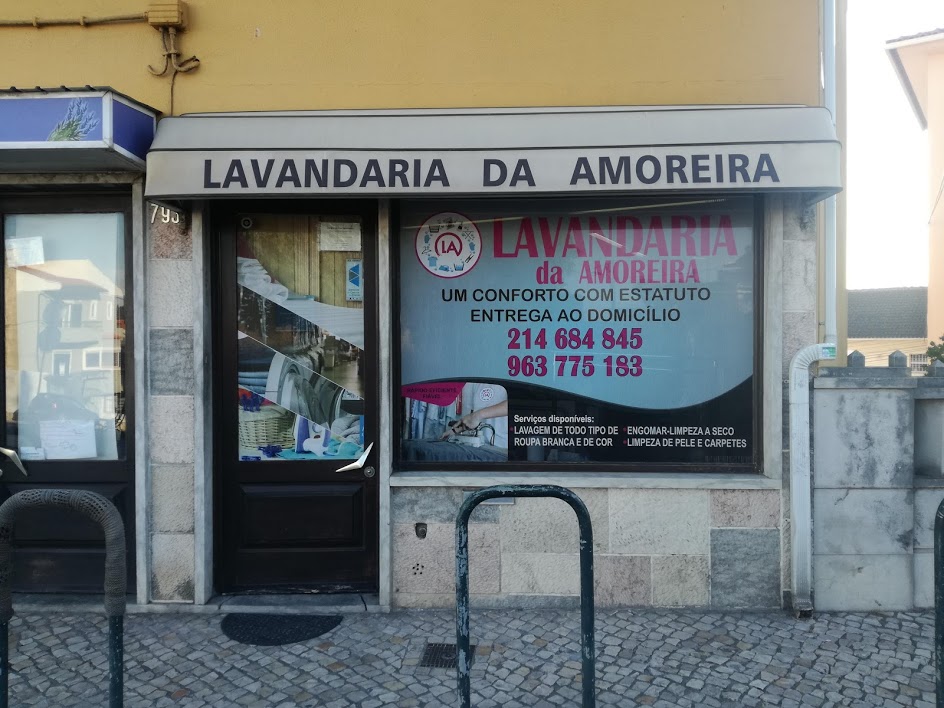 LAVANDARIA DA AMOREIRA
793
LA
LAVANDARIA
da AMOREIRA
UM CONFORTO COM ESTATUTO
ENTREGA AO DOMICÍLIO
214 684 845
963 775 183
Serviços disponíveis:
*LAVAGEM DE TODO TIPO DE
ROUPA BRANCA E DE COR
*ENGOMAR-LIMPEZA A SECO
*LIMPEZA DE PELE E CARPETES